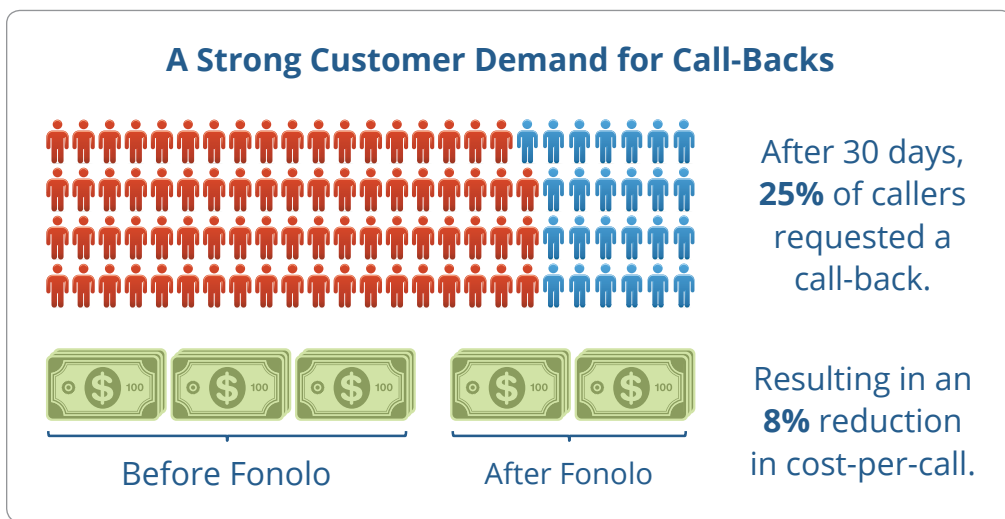 A Strong Customer Demand for Call-Backs
After 30 days,
25% of callers
requested a
call-back.
$ 100
$ 100
$ 100
$ 100
$ 100
Resulting in an
8% reduction
in cost-per-call.
Before Fonolo
After Fonolo